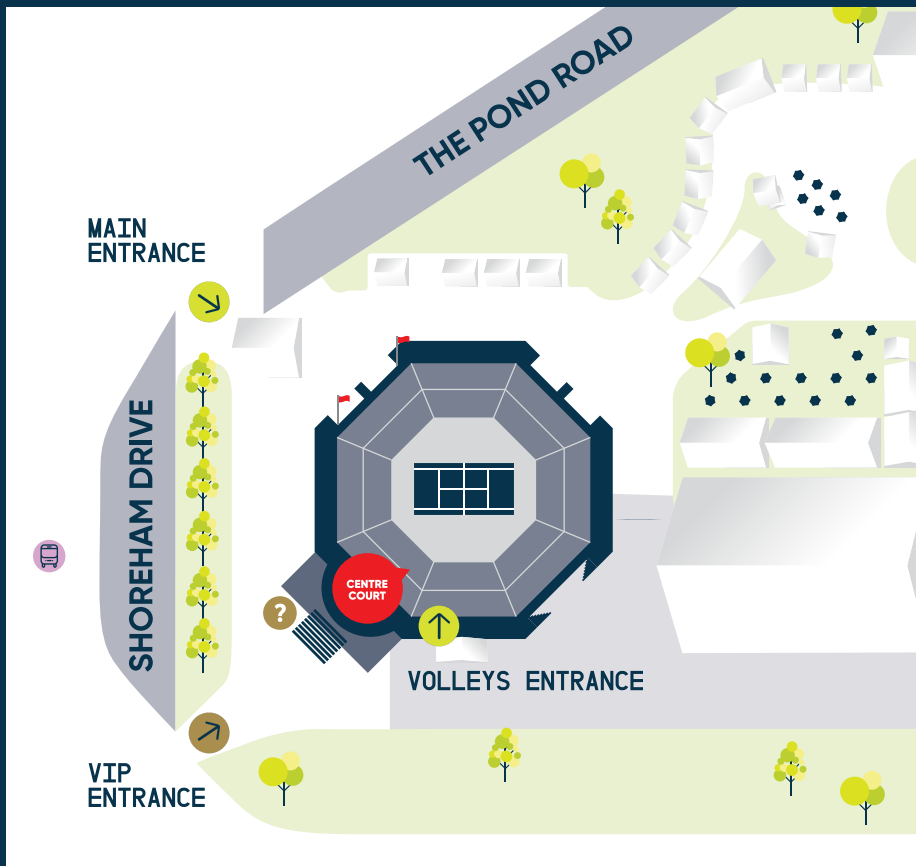 THE POND ROAD
MAIN
ENTRANCE
SHOREHAM DRIVE
CENTRE
COURT
?
VOLLEYS ENTRANCE
VIP
ENTRANCE